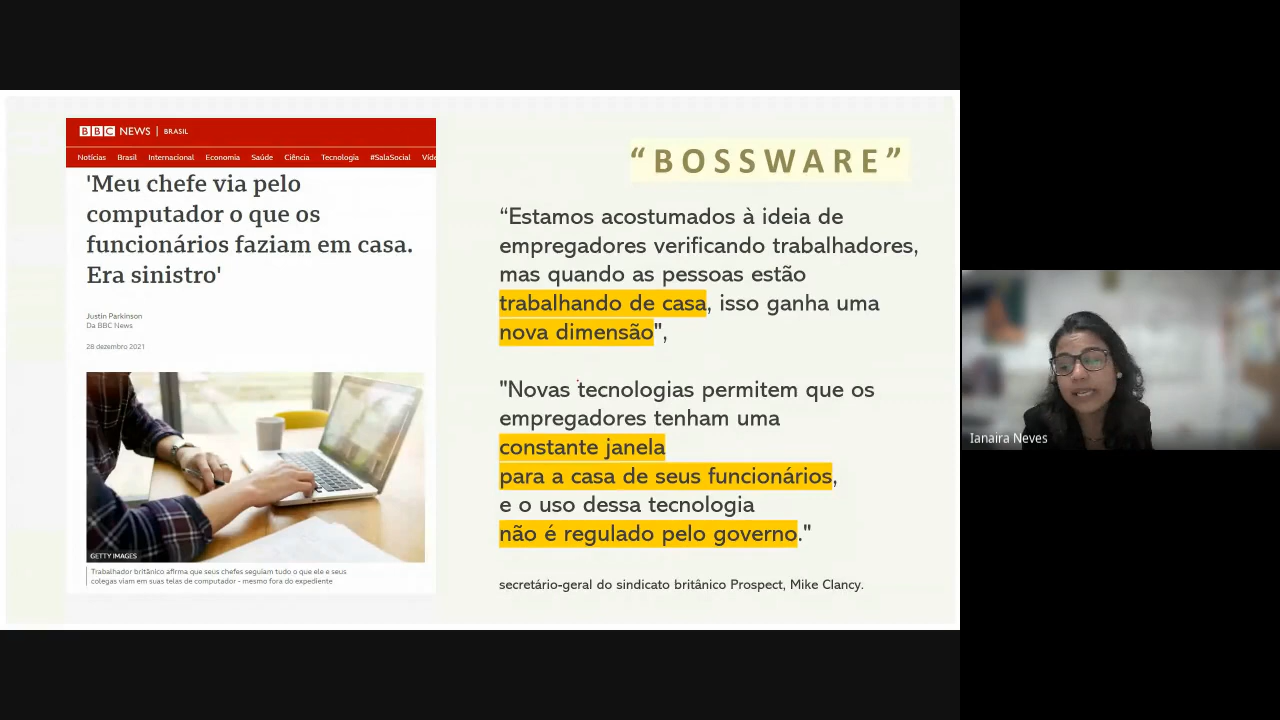 BBC NEWS | BRASIL
Notícias Brasil Internacional Economia Saúde Ciência Tecnologia #SalaSocial Víde
'Meu chefe via pelo
computador o que os
funcionários faziam em casa.
Era sinistro'
Justin Parkinson
Da BBC News
28 dezembro 2021
GETTY IMAGES
Trabalhador britânico afirma que seus chefes seguiam tudo o que ele e seus
colegas viam em suas telas de computador - mesmo fora do expediente
“BOSSWARE”
“Estamos acostumados à ideia de
empregadores verificando trabalhadores,
mas quando as pessoas estão
trabalhando de casa, isso ganha uma
nova dimensão",
"Novas tecnologias permitem que os
empregadores tenham uma
constante janela
para a casa de seus funcionários,
e o uso dessa tecnologia
não é regulado pelo governo."
secretário-geral do sindicato britânico Prospect, Mike Clancy.
Ianaira Neves